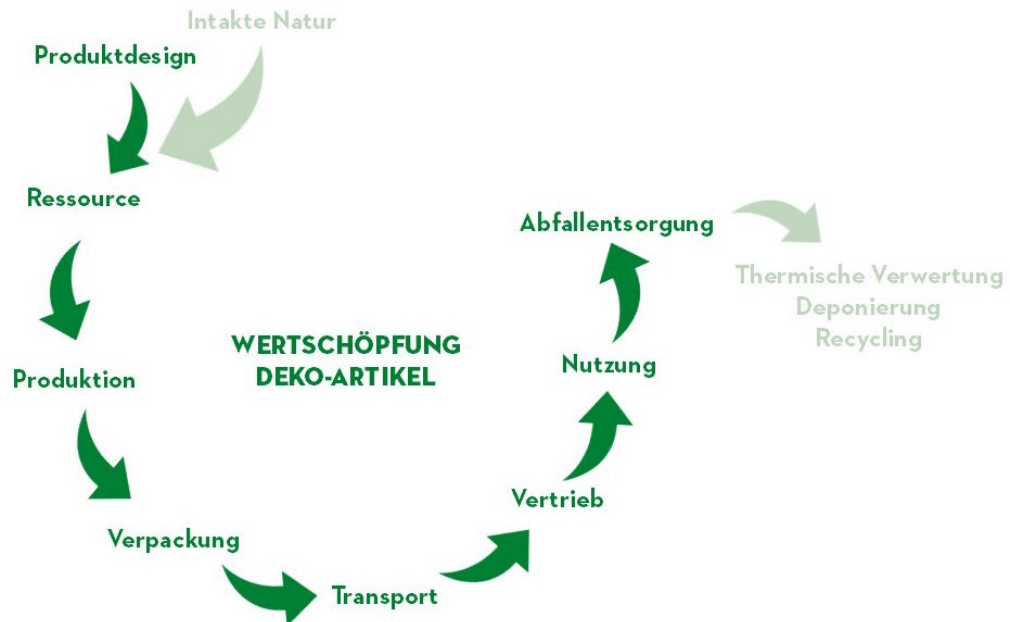 Intakte Natur
Produktdesign
Ressource
Produktion
Verpackung
Transport
Vertrieb
Nutzung
Abfallentsorgung
Thermische Verwertung
Deponierung
Recycling
WERTSCHÖPFUNG
DEKO-ARTIKEL